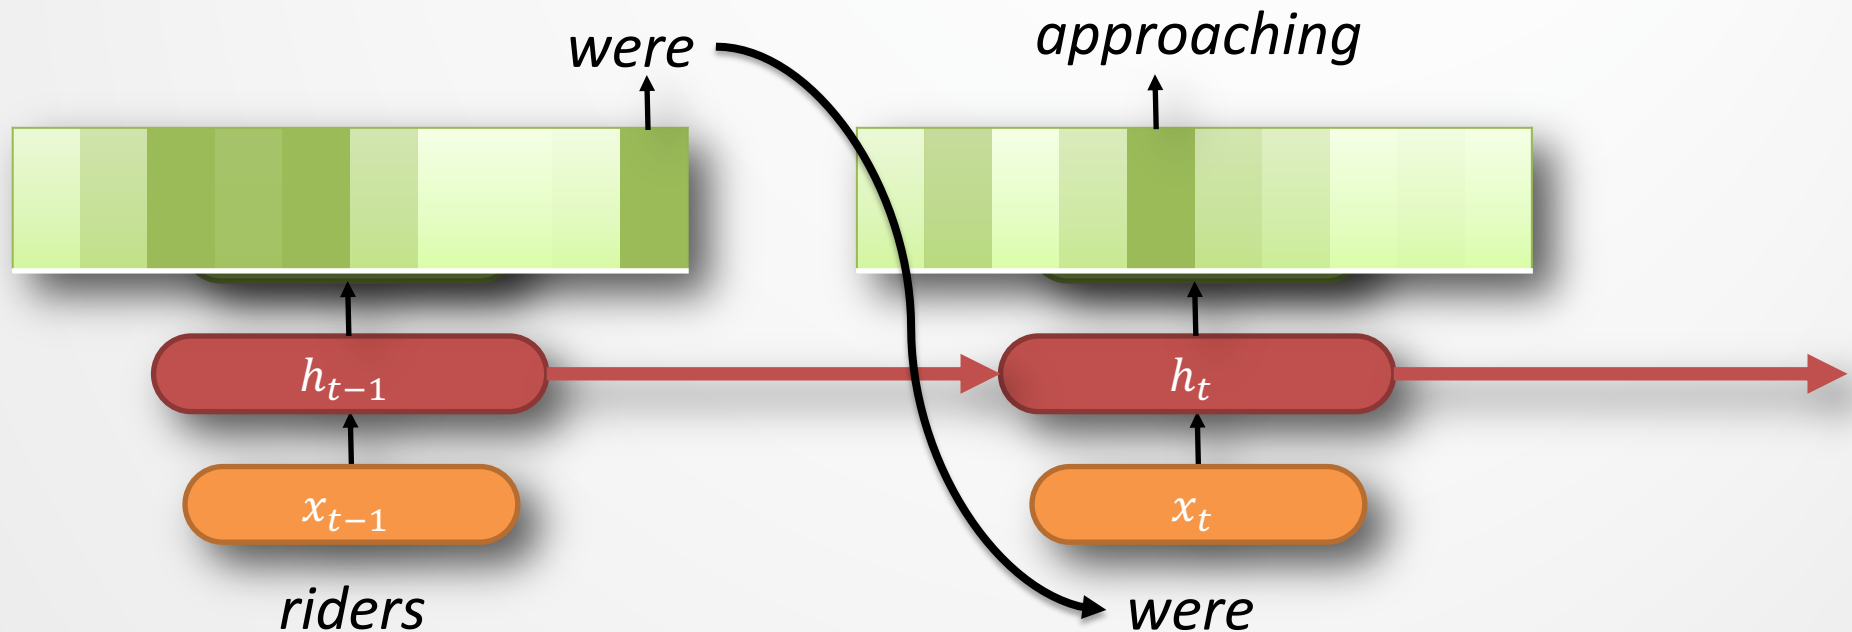 were
approaching
h_{t-1}
h_t
x_{t-1}
x_t
riders
were